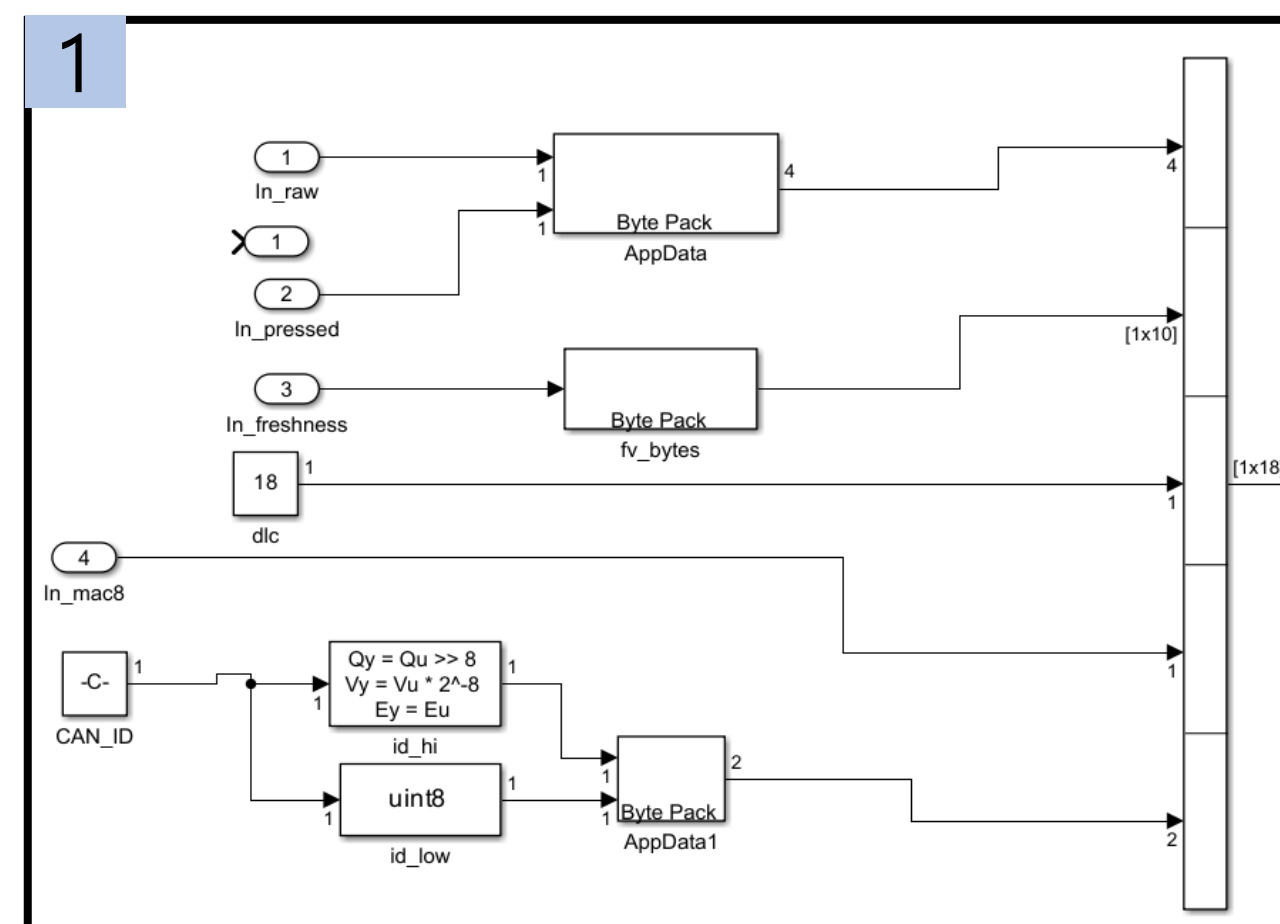 1
1
In_raw
1
1
Byte Pack
AppData
4
4
1
2
In_pressed
[1x10]
3
In_freshness
Byte Pack
fv_bytes
18
1
dlc
1
[1x18
4
In_mac8
1
-C-
1
CAN_ID
1
Qy = Qu >> 8
Vy = Vu * 2^-8
Ey = Eu
1
id_hi
1
uint8
1
id_low
1
1
Byte Pack
AppData1
2
2